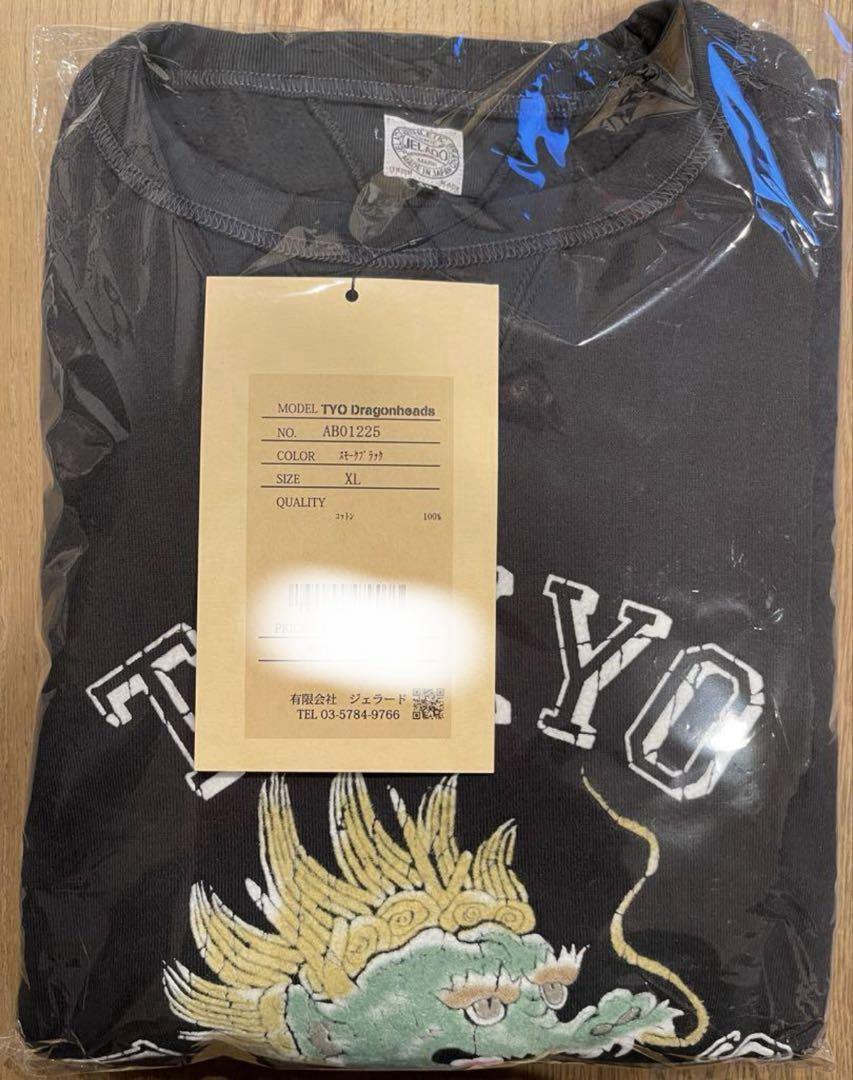 ATHLETIC
JELADO
MARK
MADE IN JAPAN
MODEL TYO Dragonheads
NO. AB01225
COLOR ｽﾓｰｸﾌﾞﾗｯｸ
SIZE XL
QUALITY
ｺｯﾄﾝ 100%
有限会社 ジェラード
TEL 03-5784-9766
T YO